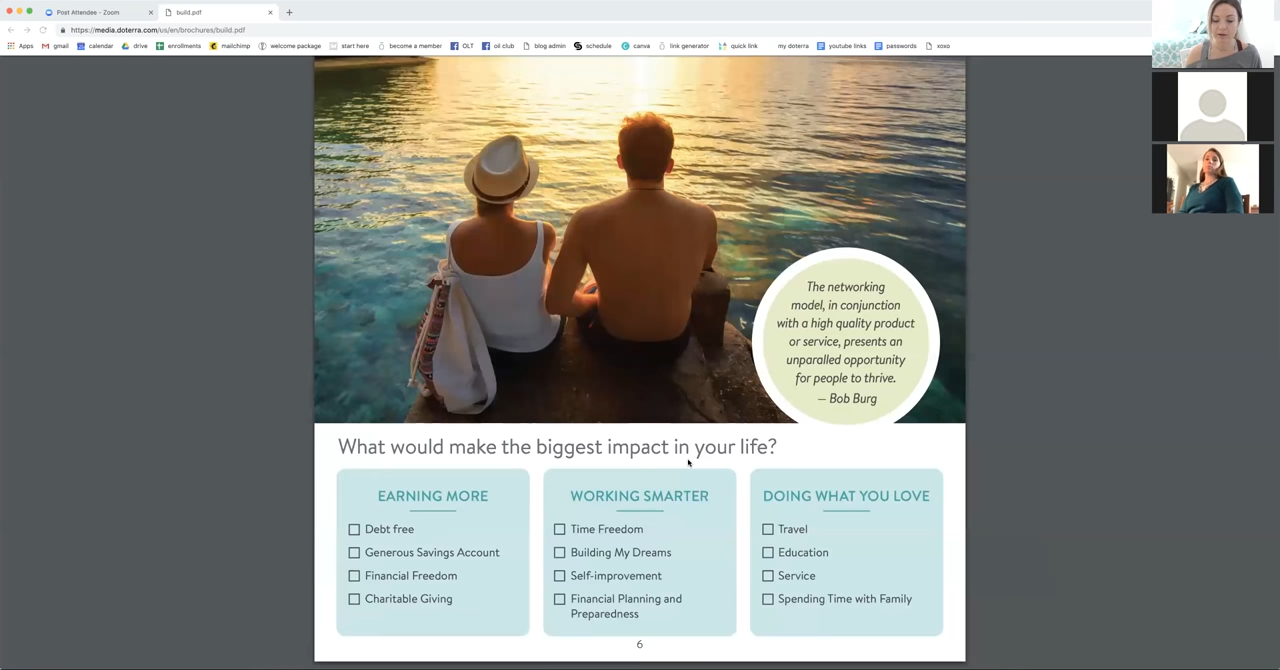 Post Attendee - Zoom
build.pdf
https://media.doterra.com/us/en/brochures/build.pdf
Apps gmail calendar drive enrollments mailchimp welcome package start here become a member OLT oil club blog admin schedule canva link generator quick link my doterra youtube links passwords xoxo
The networking
model, in conjunction
with a high quality product
or service, presents an
unparalled opportunity
for people to thrive.
— Bob Burg
What would make the biggest impact in your life?
EARNING MORE
Debt free
Generous Savings Account
Financial Freedom
Charitable Giving
WORKING SMARTER
Time Freedom
Building My Dreams
Self-improvement
Financial Planning and
Preparedness
DOING WHAT YOU LOVE
Travel
Education
Service
Spending Time with Family
6